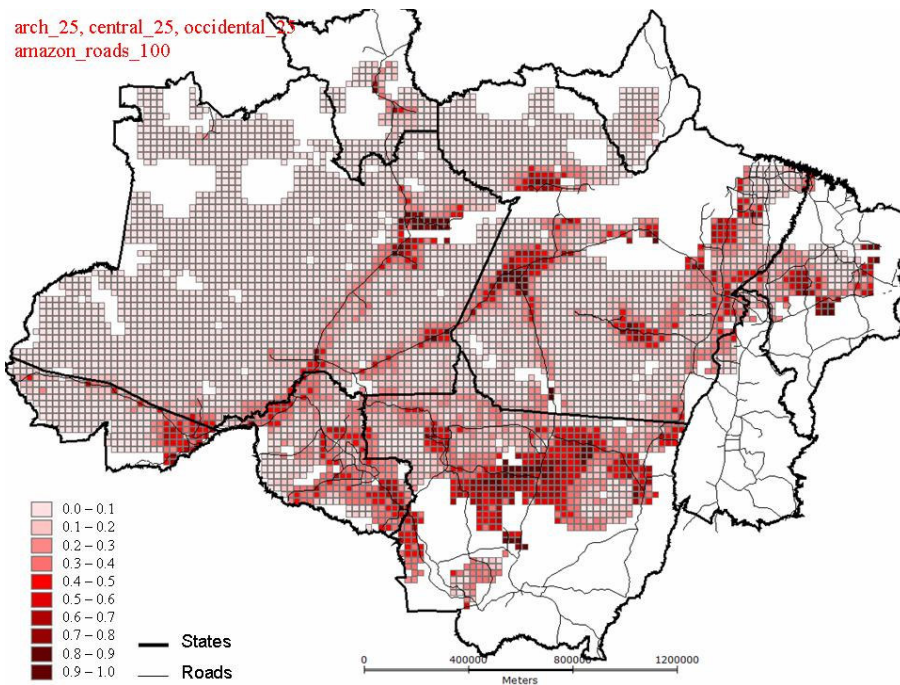 arch_25, central_25, occidental_25
amazon_roads_100
0.0 – 0.1
0.1 – 0.2
0.2 – 0.3
0.3 – 0.4
0.4 – 0.5
0.5 – 0.6
0.6 – 0.7
0.7 – 0.8
0.8 – 0.9
0.9 – 1.0
States
Roads
0 400000 800000 1200000
Meters